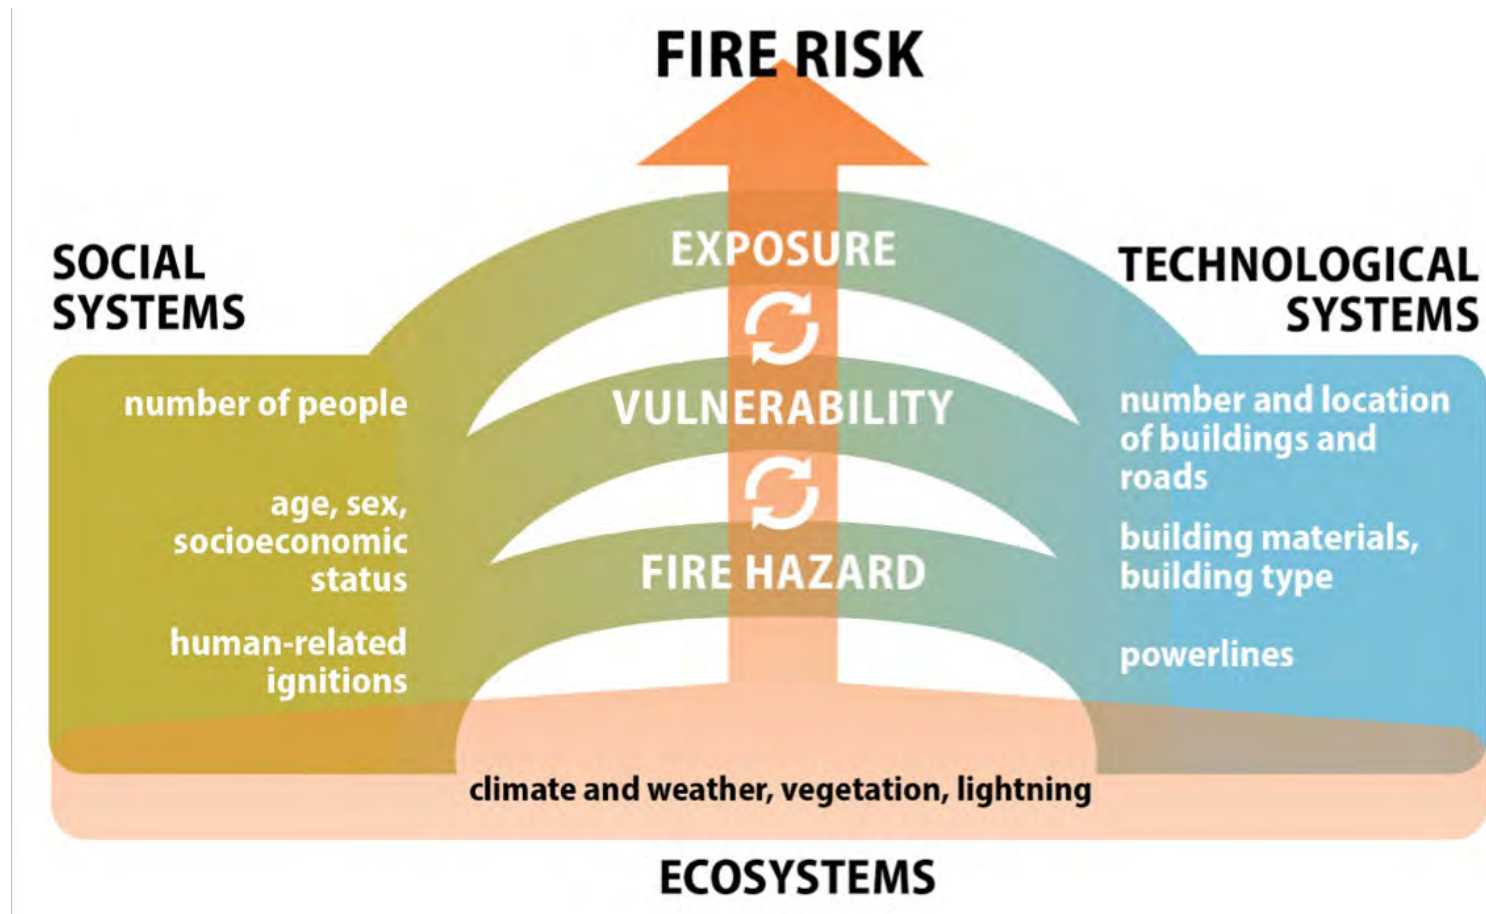 FIRE RISK
EXPOSURE
VULNERABILITY
FIRE HAZARD
SOCIAL
SYSTEMS
number of people
age, sex,
socioeconomic
status
human-related
ignitions
TECHNOLOGICAL
SYSTEMS
number and location
of buildings and
roads
building materials,
building type
powerlines
climate and weather, vegetation, lightning
ECOSYSTEMS